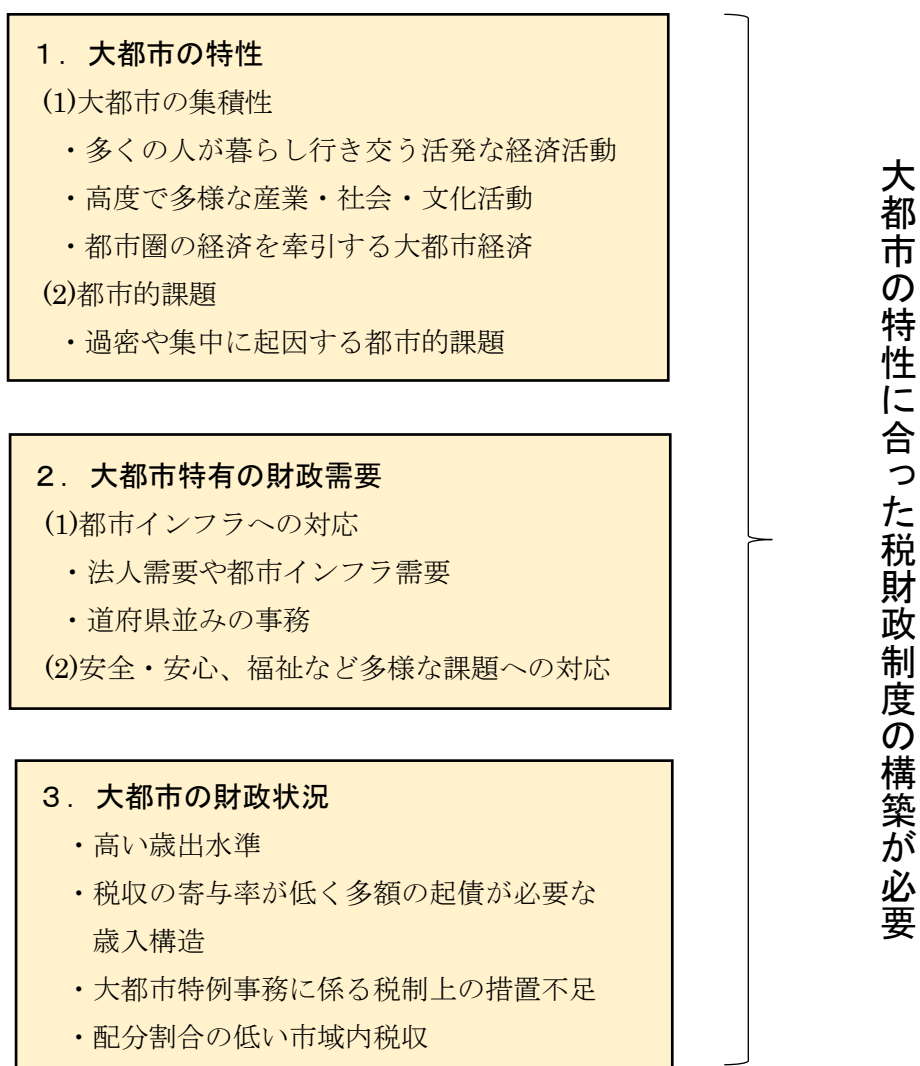 １．大都市の特性
(1)大都市の集積性
・多くの人が暮らし行き交う活発な経済活動
・高度で多様な産業・社会・文化活動
・都市圏の経済を牽引する大都市経済
(2)都市的課題
・過密や集中に起因する都市的課題
２．大都市特有の財政需要
(1)都市インフラへの対応
・法人需要や都市インフラ需要
・道府県並みの事務
(2)安全・安心、福祉など多様な課題への対応
３．大都市の財政状況
・高い歳出水準
・税収の寄与率が低く多額の起債が必要な
歳入構造
・大都市特例事務に係る税制上の措置不足
・配分割合の低い市域内税収
大都市の特性に合った税財政制度の構築が必要